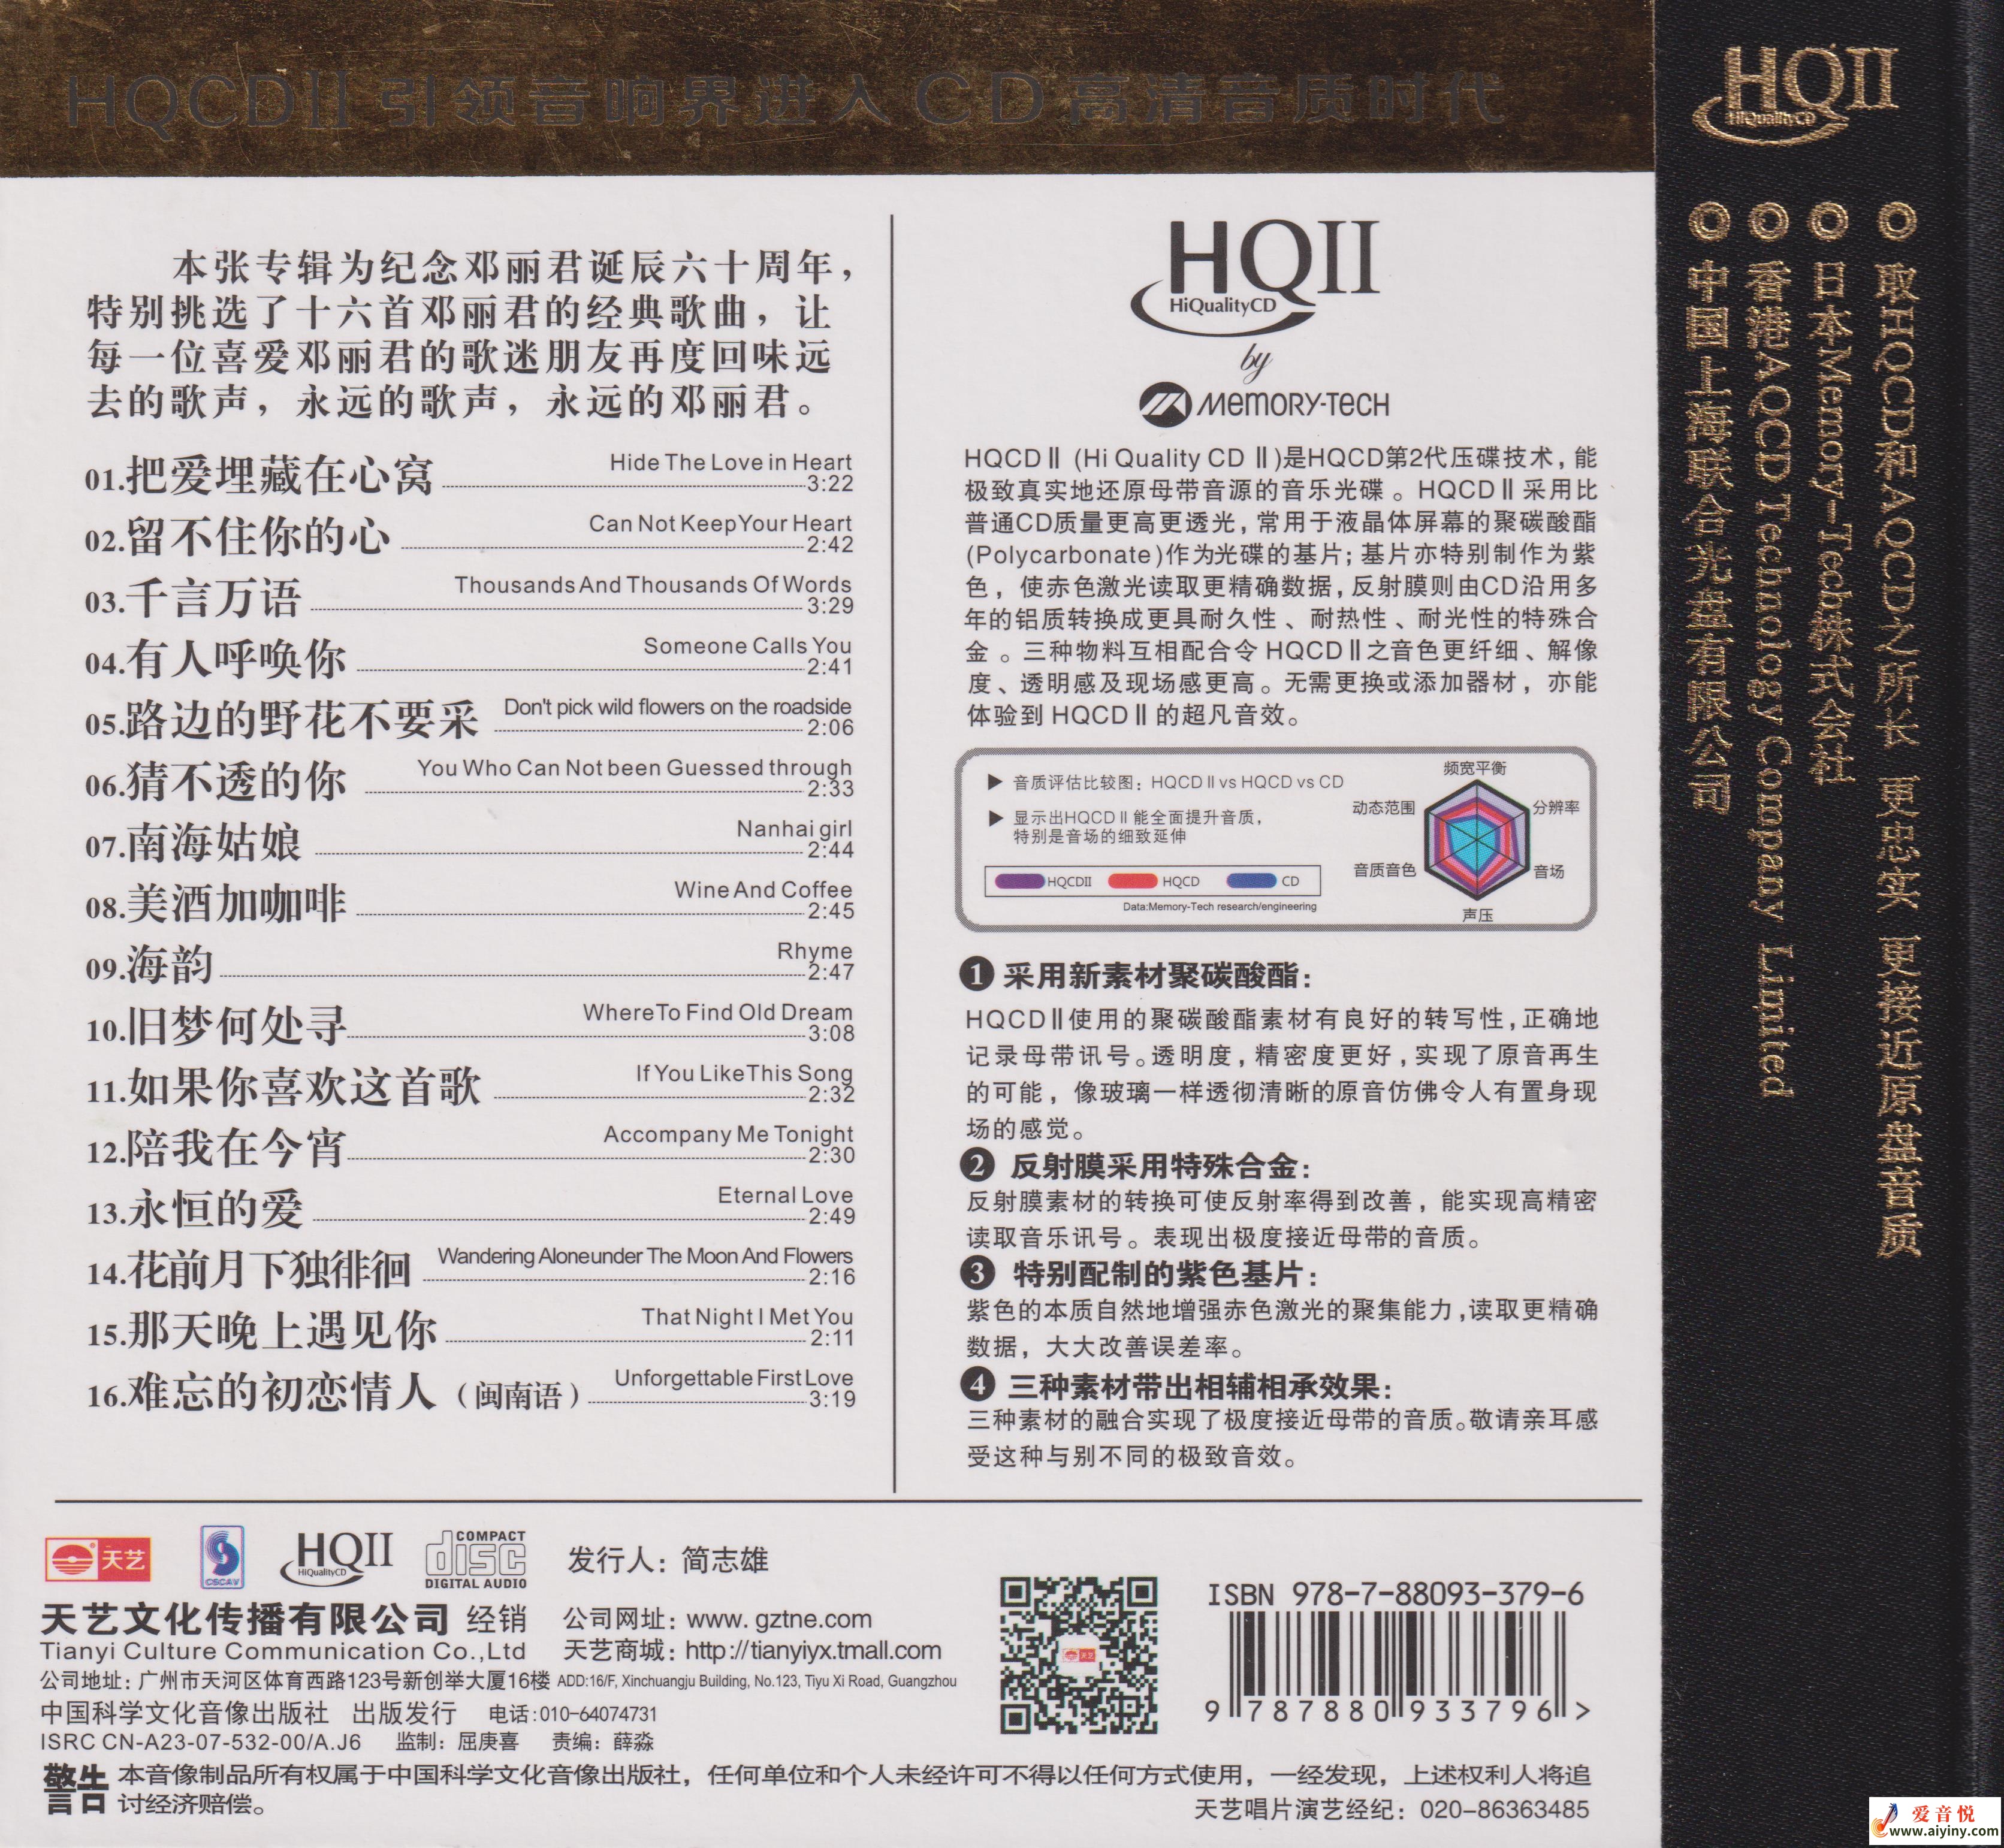 HQCDII 引领音响界进入CD高清音质时代
本张专辑为纪念邓丽君诞辰六十周年，
特别挑选了十六首邓丽君的经典歌曲，让
每一位喜爱邓丽君的歌迷朋友再度回味远
去的歌声，永远的歌声，永远的邓丽君。
01.把爱埋藏在心窝 Hide The Love in Heart 3:22
02.留不住你的心 Can Not Keep Your Heart 2:42
03.千言万语 Thousands And Thousands Of Words 3:29
04.有人呼唤你 Someone Calls You 2:41
05.路边的野花不要采 Don't pick wild flowers on the roadside 2:06
06.猜不透的你 You Who Can Not been Guessed through 2:33
07.南海姑娘 Nanhai girl 2:44
08.美酒加咖啡 Wine And Coffee 2:45
09.海韵 Rhyme 2:47
10.旧梦何处寻 Where To Find Old Dream 3:08
11.如果你喜欢这首歌 If You Like This Song 2:32
12.陪我在今宵 Accompany Me Tonight 2:30
13.永恒的爱 Eternal Love 2:49
14.花前月下独徘徊 Wandering Aloneunder The Moon And Flowers 2:16
15.那天晚上遇见你 That Night I Met You 2:11
16.难忘的初恋情人（闽南语） Unforgettable First Love 3:19
HQII
HiQualityCD
by
MEMORY-TECH
HQCDⅡ (Hi Quality CD Ⅱ)是HQCD第2代压碟技术，能
极致真实地还原母带音源的音乐光碟。HQCDⅡ采用比
普通CD质量更高更透光，常用于液晶体屏幕的聚碳酸酯
(Polycarbonate)作为光碟的基片；基片亦特别制作为紫
色，使赤色激光读取更精确数据，反射膜则由CD沿用多
年的铝质转换成更具耐久性、耐热性、耐光性的特殊合
金。三种物料互相配合令HQCDⅡ之音色更纤细、解像
度、透明感及现场感更高。无需更换或添加器材，亦能
体验到HQCDⅡ的超凡音效。
▶ 音质评估比较图：HQCDⅡ vs HQCD vs CD
▶ 显示出HQCDⅡ能全面提升音质，
特别是音场的细致延伸
HQCDII HQCD CD
Data:Memory-Tech research/engineering
频宽平衡
动态范围 分辨率
音质音色 音场
声压
❶采用新素材聚碳酸酯：
HQCDⅡ使用的聚碳酸酯素材有良好的转写性，正确地
记录母带讯号。透明度，精密度更好，实现了原音再生
的可能，像玻璃一样透彻清晰的原音仿佛令人有置身现
场的感觉。
❷ 反射膜采用特殊合金：
反射膜素材的转换可使反射率得到改善，能实现高精密
读取音乐讯号。表现出极度接近母带的音质。
❸ 特别配制的紫色基片：
紫色的本质自然地增强赤色激光的聚集能力，读取更精确
数据，大大改善误差率。
❹ 三种素材带出相辅相承效果：
三种素材的融合实现了极度接近母带的音质。敬请亲耳感
受这种与别不同的极致音效。
天艺
CSCAV
HQII
HiQualityCD
COMPACT
disc
DIGITAL AUDIO
发行人：简志雄
天艺文化传播有限公司 经销
Tianyi Culture Communication Co.,Ltd
公司网址：www. gztne.com
天艺商城：http://tianyiyx.tmall.com
公司地址：广州市天河区体育西路123号新创举大厦16楼 ADD:16/F, Xinchuangju Building, No.123, Tiyu Xi Road, Guangzhou
中国科学文化音像出版社 出版发行 电话:010-64074731
ISRC CN-A23-07-532-00/A.J6 监制：屈庚喜 责编：薛淼
天艺
ISBN 978-7-88093-379-6
9 787880 933796 >
警告 本音像制品所有权属于中国科学文化音像出版社，任何单位和个人未经许可不得以任何方式使用，一经发现，上述权利人将追
讨经济赔偿。
天艺唱片演艺经纪：020-86363485
HQII
HiQualityCD
取HQCD和AQCD之所长 更忠实 更接近原盘音质
日本Memory-Tech株式会社
香港AQCD Technology Company Limited
中国上海联合光盘有限公司
爱音悦
www.aiyiny.com